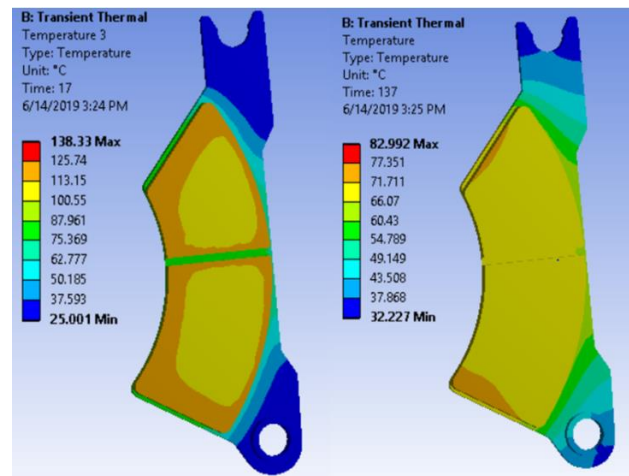 B: Transient Thermal
Temperature 3
Type: Temperature
Unit: °C
Time: 17
6/14/2019 3:24 PM
138.33 Max
125.74
113.15
100.55
87.961
75.369
62.777
50.185
37.593
25.001 Min
B: Transient Thermal
Temperature
Type: Temperature
Unit: °C
Time: 137
6/14/2019 3:25 PM
82.992 Max
77.351
71.711
66.07
60.43
54.789
49.149
43.508
37.868
32.227 Min